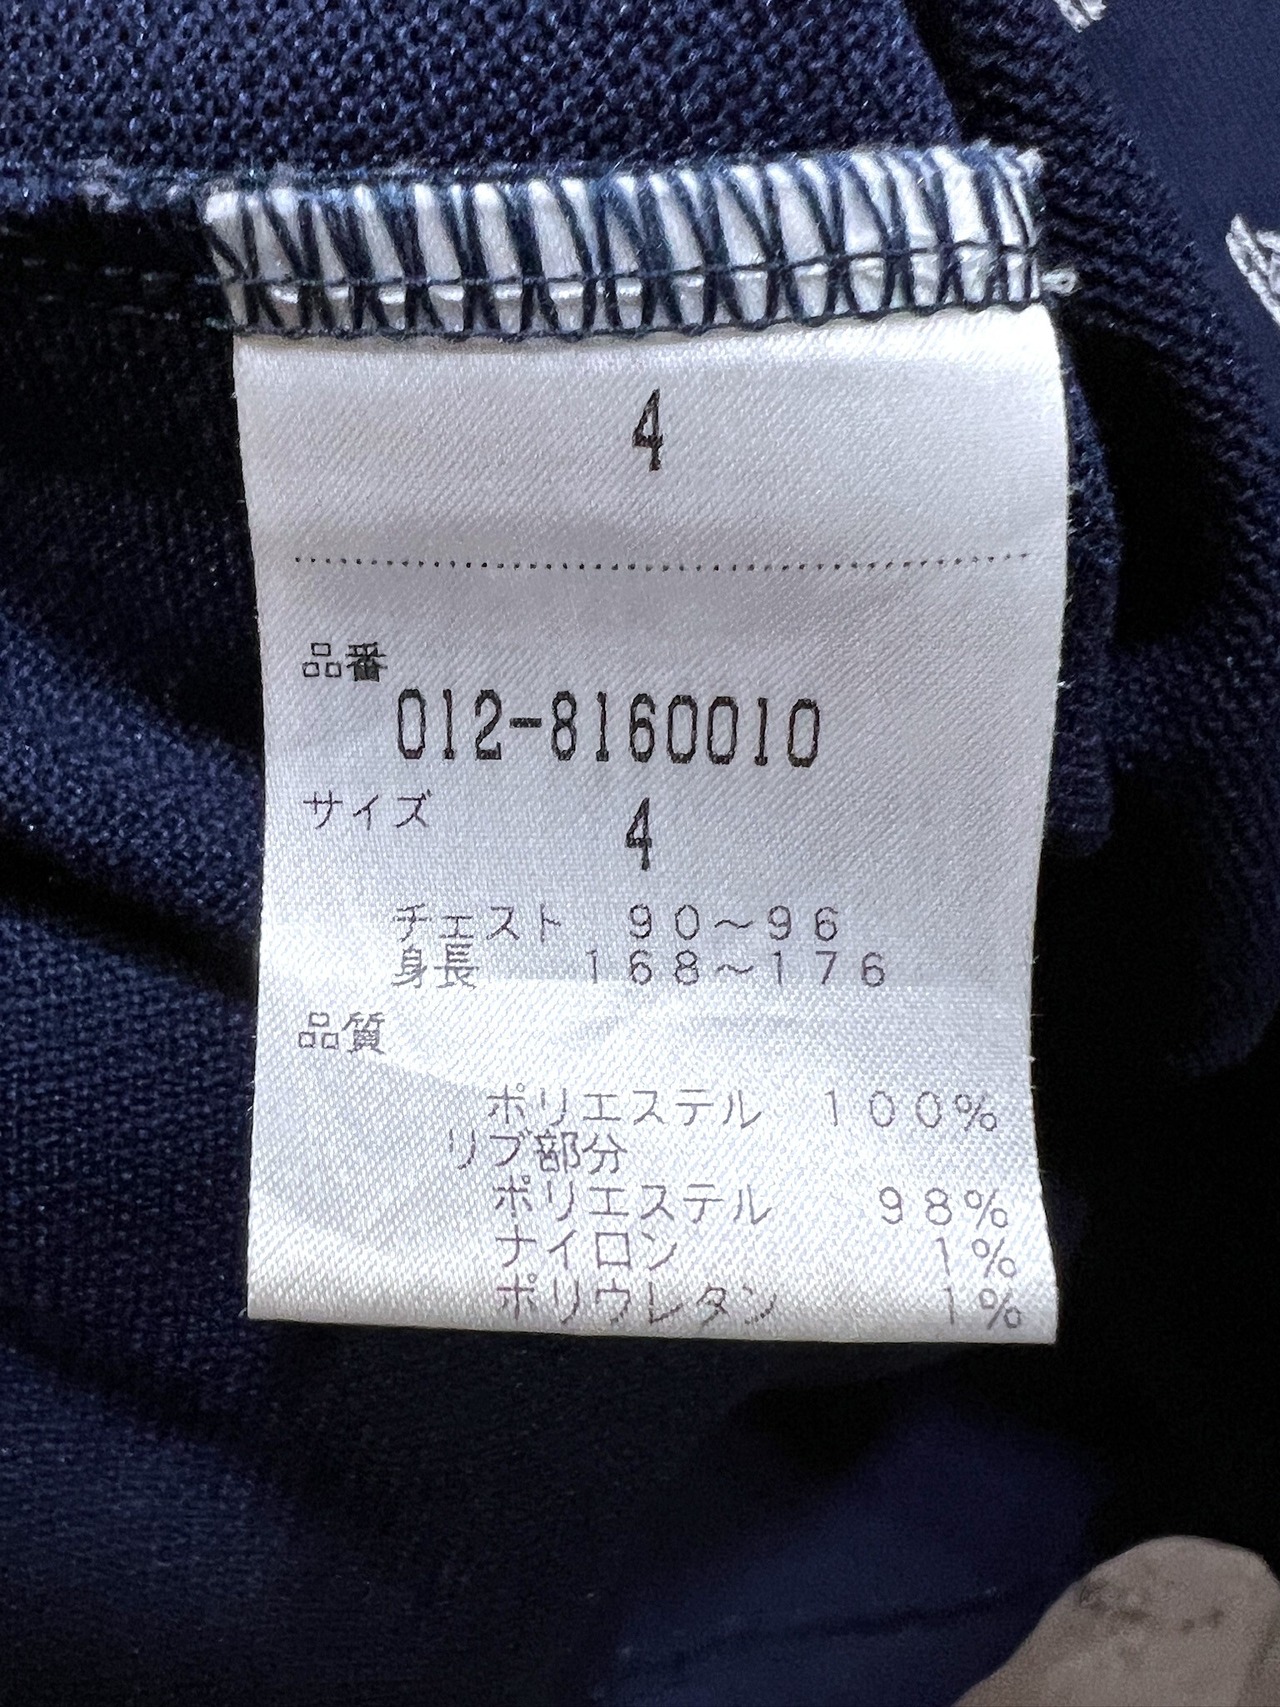 4
品番
012-8160010
サイズ 4
チェスト 90～96
身長 168～176
品質
ポリエステル 100%
リブ部分
ポリエステル 98%
ナイロン 1%
ポリウレタン 1%